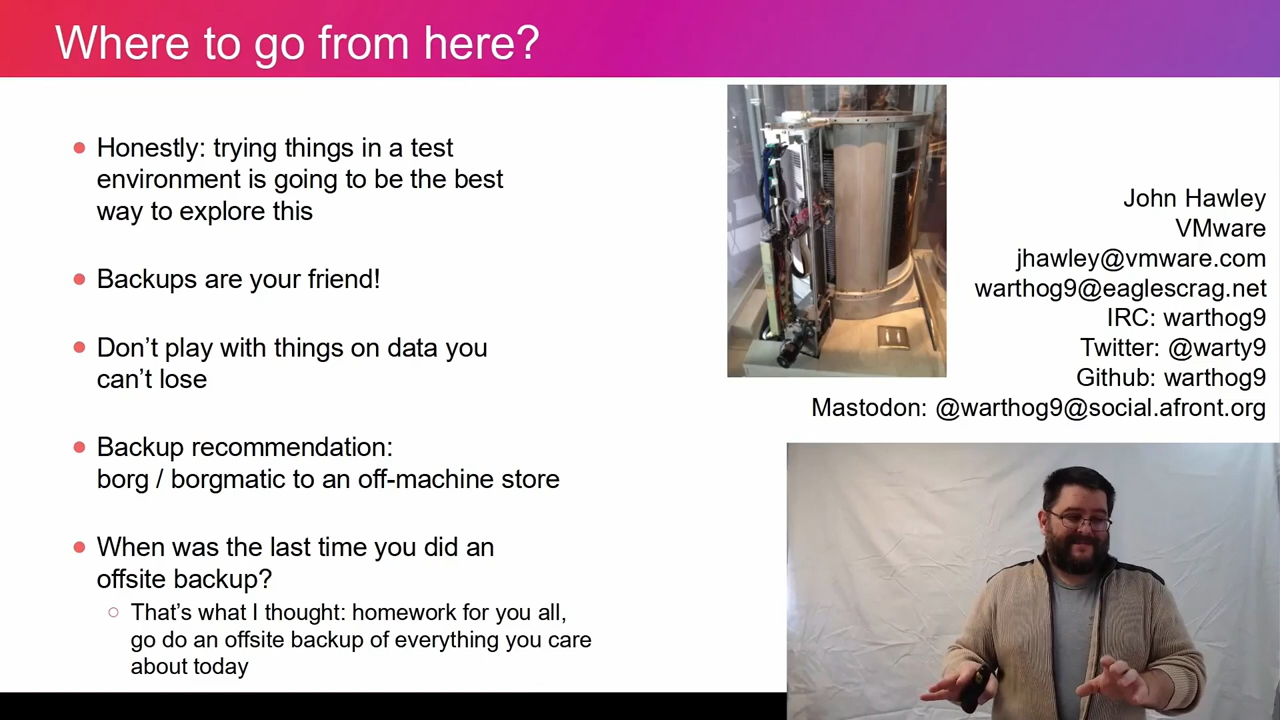 Where to go from here?
Honestly: trying things in a test
environment is going to be the best
way to explore this
Backups are your friend!
Don’t play with things on data you
can’t lose
Backup recommendation:
borg / borgmatic to an off-machine store
When was the last time you did an
offsite backup?
That’s what I thought: homework for you all,
go do an offsite backup of everything you care
about today
John Hawley
VMware
jhawley@vmware.com
warthog9@eaglescrag.net
IRC: warthog9
Twitter: @warty9
Github: warthog9
Mastodon: @warthog9@social.afront.org